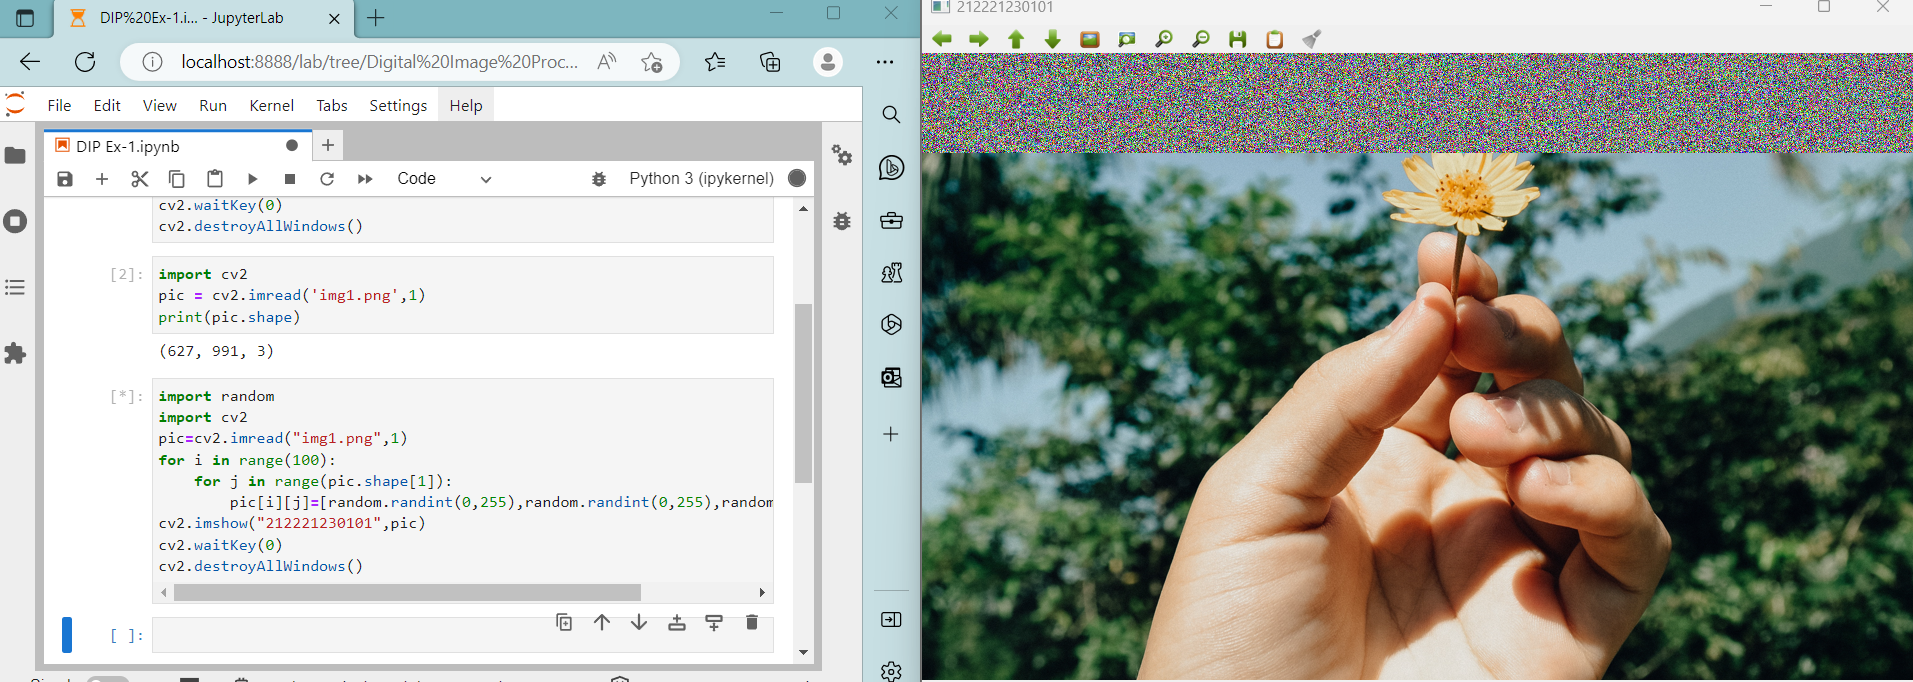 DIP%20Ex-1.i... - JupyterLab
localhost:8888/lab/tree/Digital%20Image%20Proc...
File Edit View Run Kernel Tabs Settings Help
DIP Ex-1.ipynb
Code
Python 3 (ipykernel)
cv2.waitKey(0)
cv2.destroyAllWindows()
[2]:
import cv2
pic = cv2.imread('img1.png',1)
print(pic.shape)
(627, 991, 3)
[*]:
import random
import cv2
pic=cv2.imread("img1.png",1)
for i in range(100):
    for j in range(pic.shape[1]):
        pic[i][j]=[random.randint(0,255),random.randint(0,255),random
cv2.imshow("212221230101",pic)
cv2.waitKey(0)
cv2.destroyAllWindows()
[ ]:
212221230101